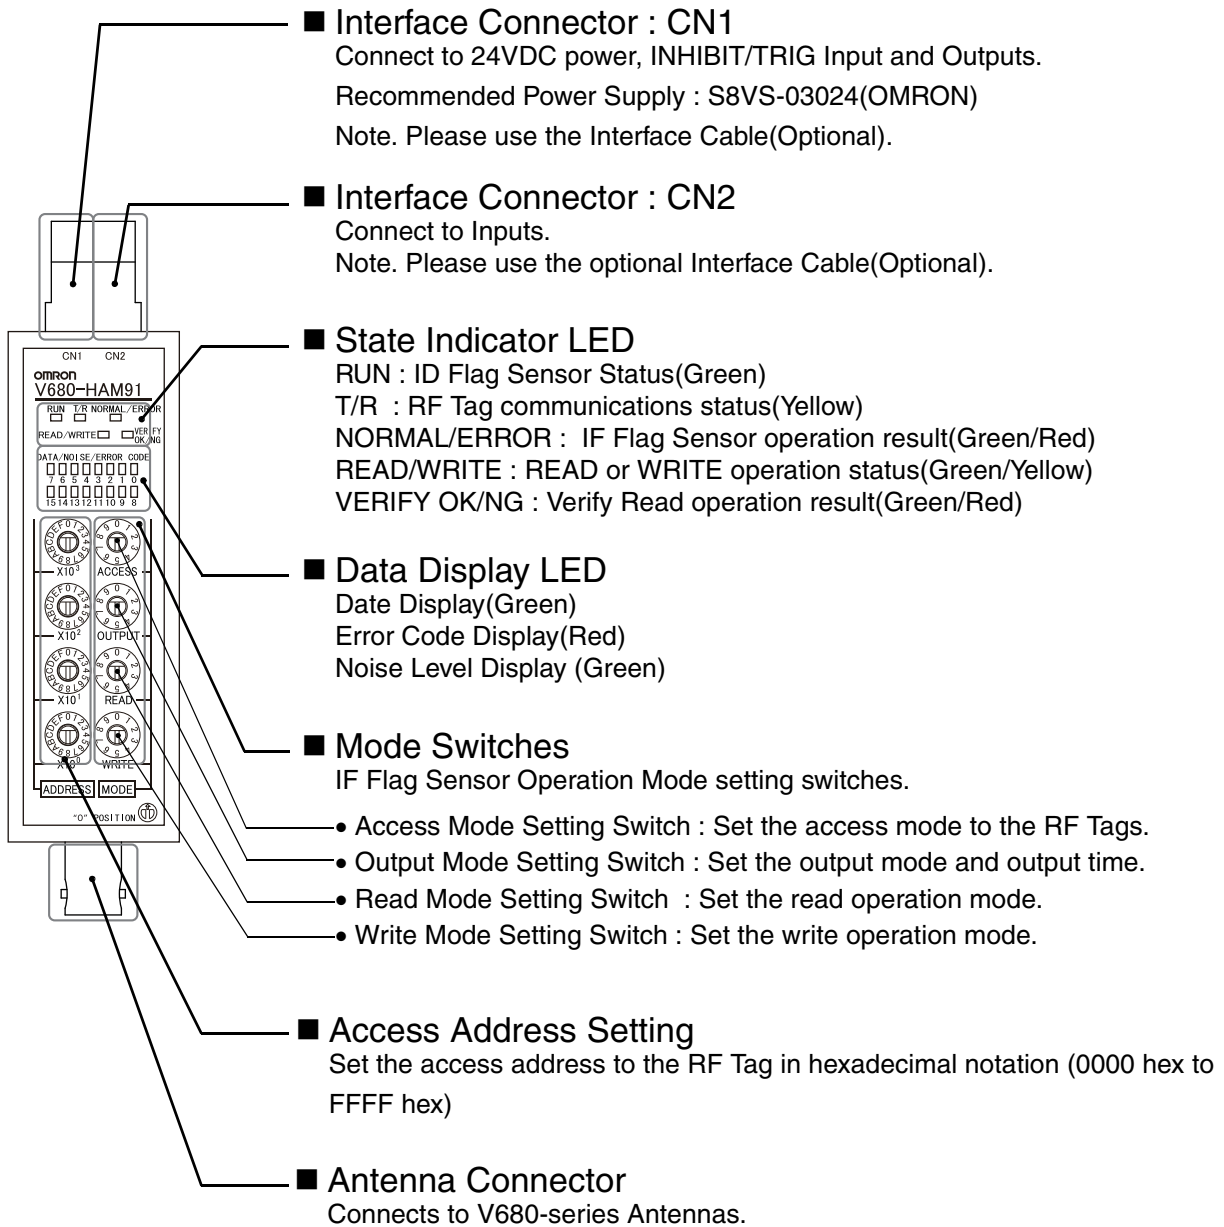 ■ Interface Connector : CN1
Connect to 24VDC power, INHIBIT/TRIG Input and Outputs.
Recommended Power Supply : S8VS-03024(OMRON)
Note. Please use the Interface Cable(Optional).
■ Interface Connector : CN2
Connect to Inputs.
Note. Please use the optional Interface Cable(Optional).
■ State Indicator LED
RUN : ID Flag Sensor Status(Green)
T/R : RF Tag communications status(Yellow)
NORMAL/ERROR : IF Flag Sensor operation result(Green/Red)
READ/WRITE : READ or WRITE operation status(Green/Yellow)
VERIFY OK/NG : Verify Read operation result(Green/Red)
■ Data Display LED
Date Display(Green)
Error Code Display(Red)
Noise Level Display (Green)
■ Mode Switches
IF Flag Sensor Operation Mode setting switches.
• Access Mode Setting Switch : Set the access mode to the RF Tags.
• Output Mode Setting Switch : Set the output mode and output time.
• Read Mode Setting Switch : Set the read operation mode.
• Write Mode Setting Switch : Set the write operation mode.
■ Access Address Setting
Set the access address to the RF Tag in hexadecimal notation (0000 hex to
FFFF hex)
■ Antenna Connector
Connects to V680-series Antennas.
CN1 CN2
OMRON
V680-HAM91
RUN T/R NORMAL/ERROR
READ/WRITE VERIFY
OK/NG
DATA/NOISE/ERROR CODE
7 6 5 4 3 2 1 0
15 14 13 12 11 10 9 8
X10³ ACCESS
X10² OUTPUT
X10¹ READ
X10⁰ WRITE
ADDRESS MODE
"0" POSITION